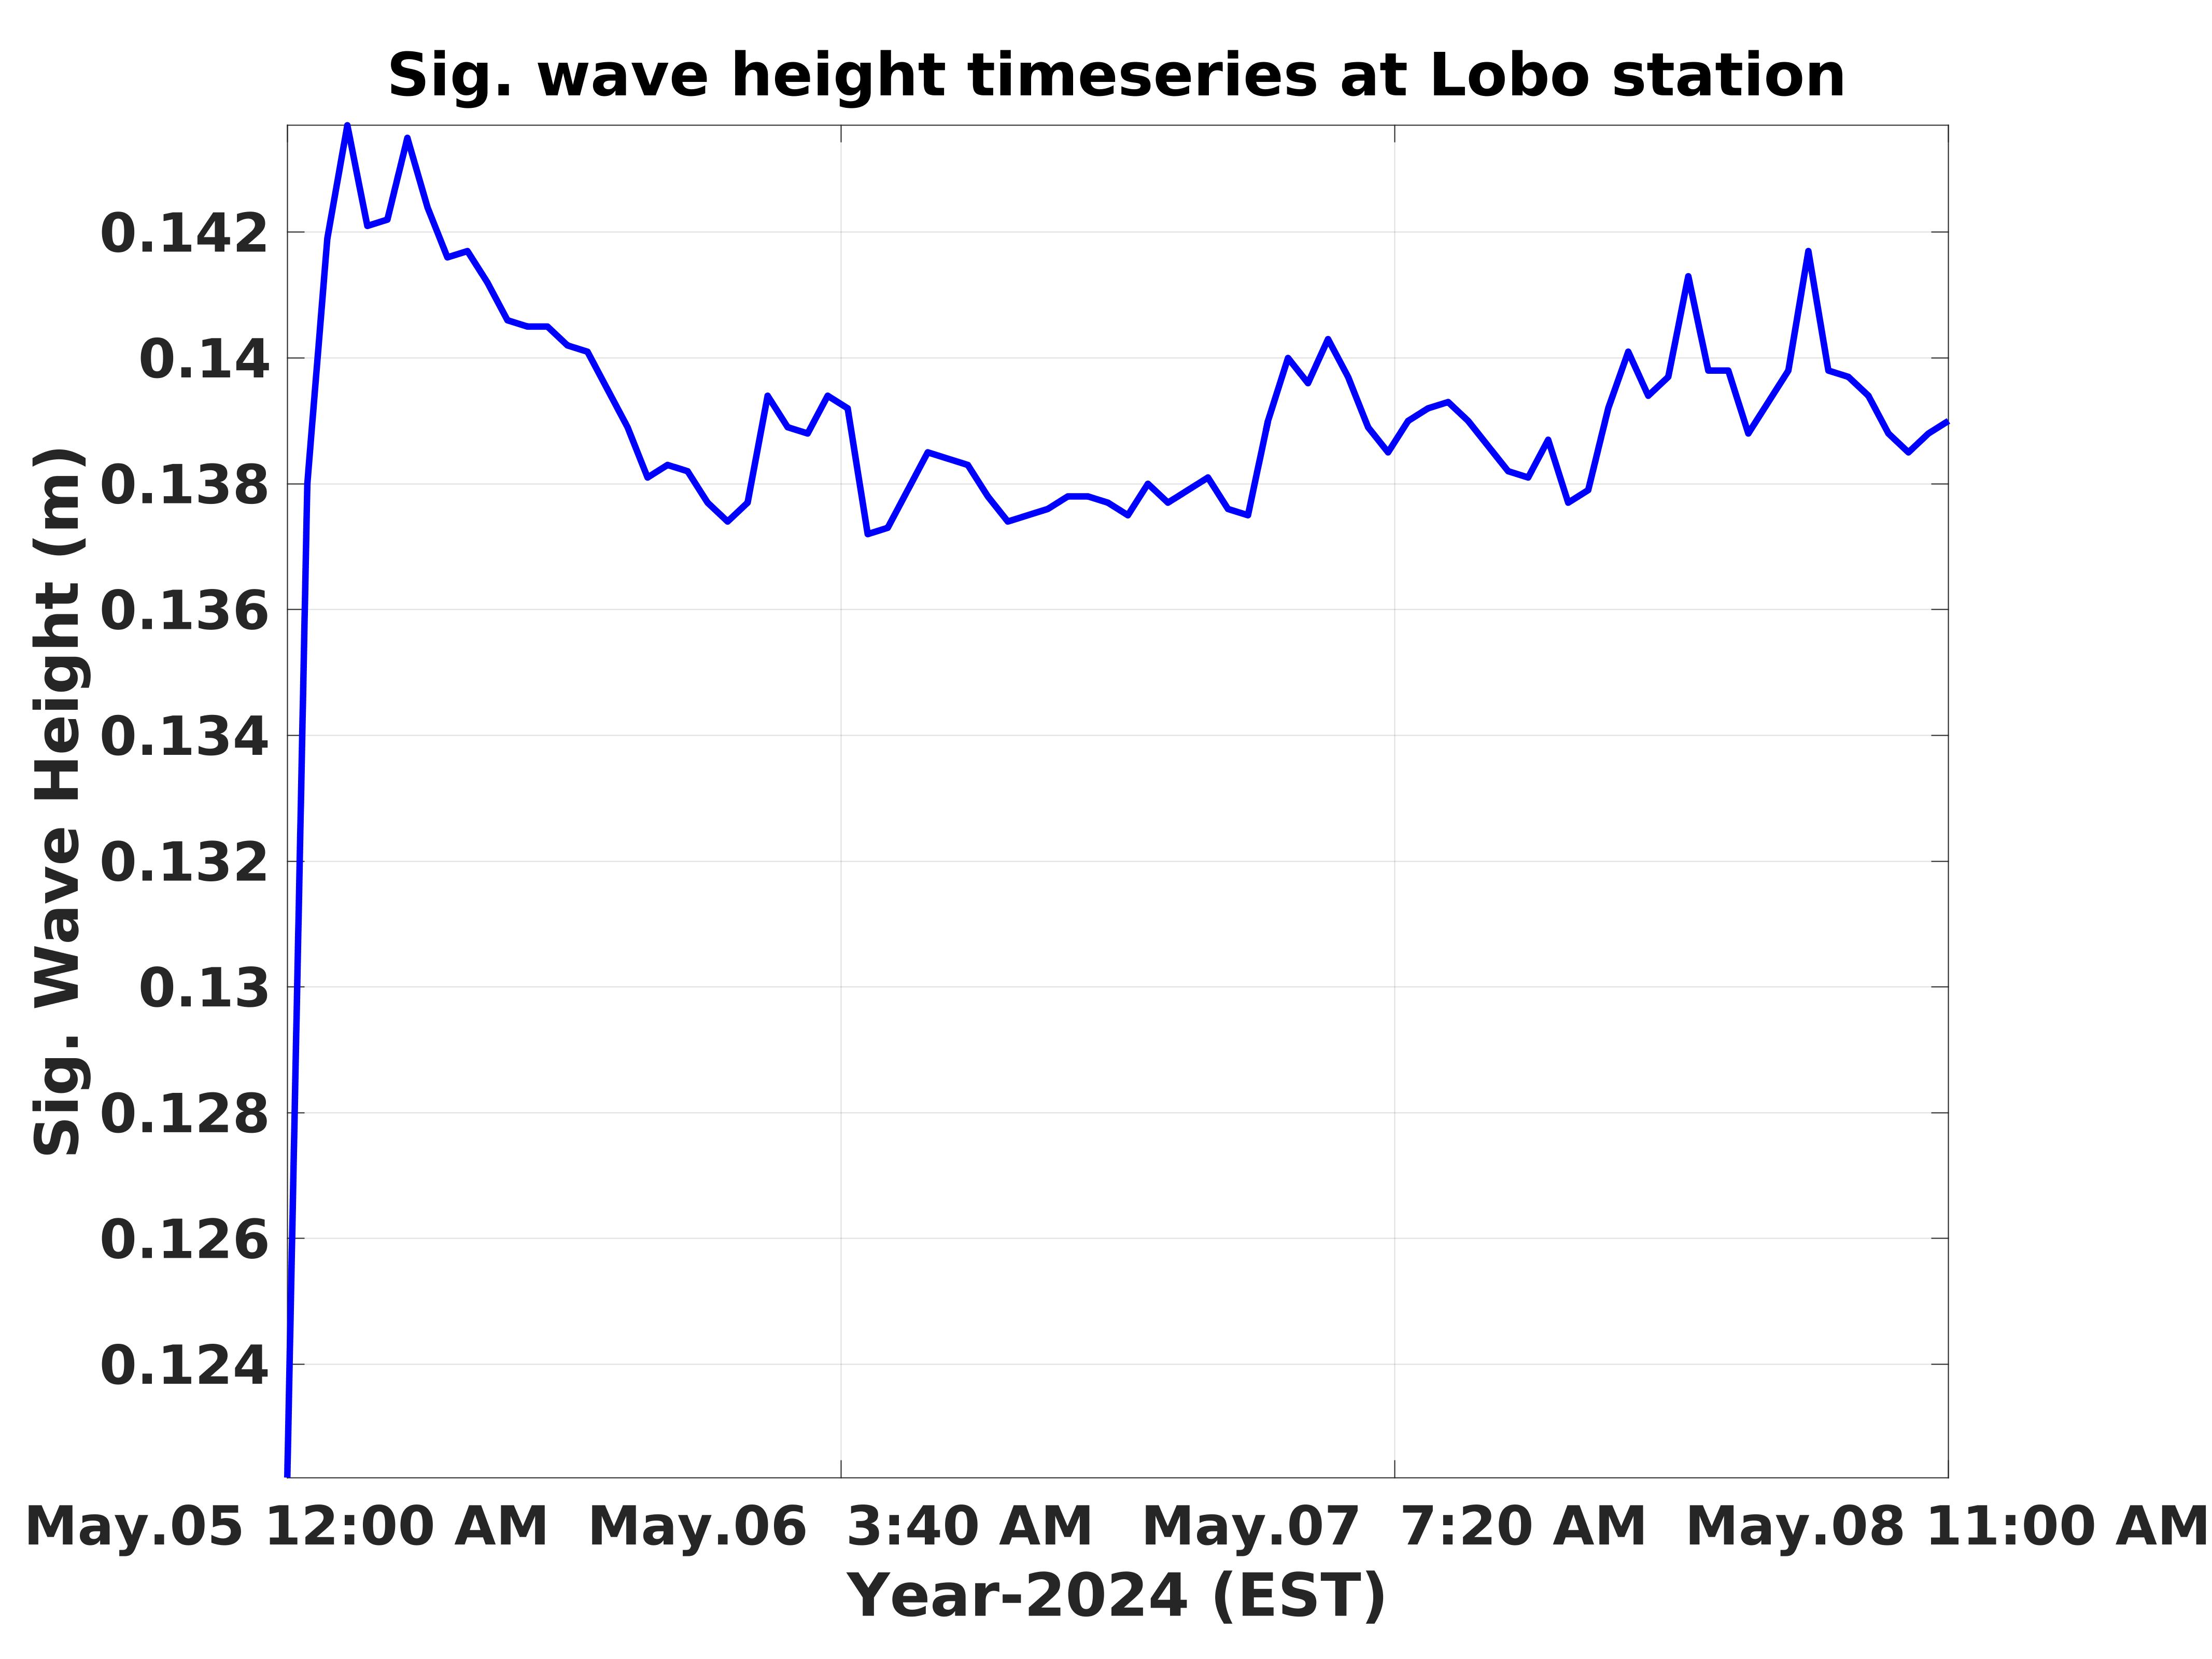 Sig. wave height timeseries at Lobo station
Sig. Wave Height (m)
0.142
0.14
0.138
0.136
0.134
0.132
0.13
0.128
0.126
0.124
May.05 12:00 AM May.06 3:40 AM May.07 7:20 AM May.08 11:00 AM
Year-2024 (EST)